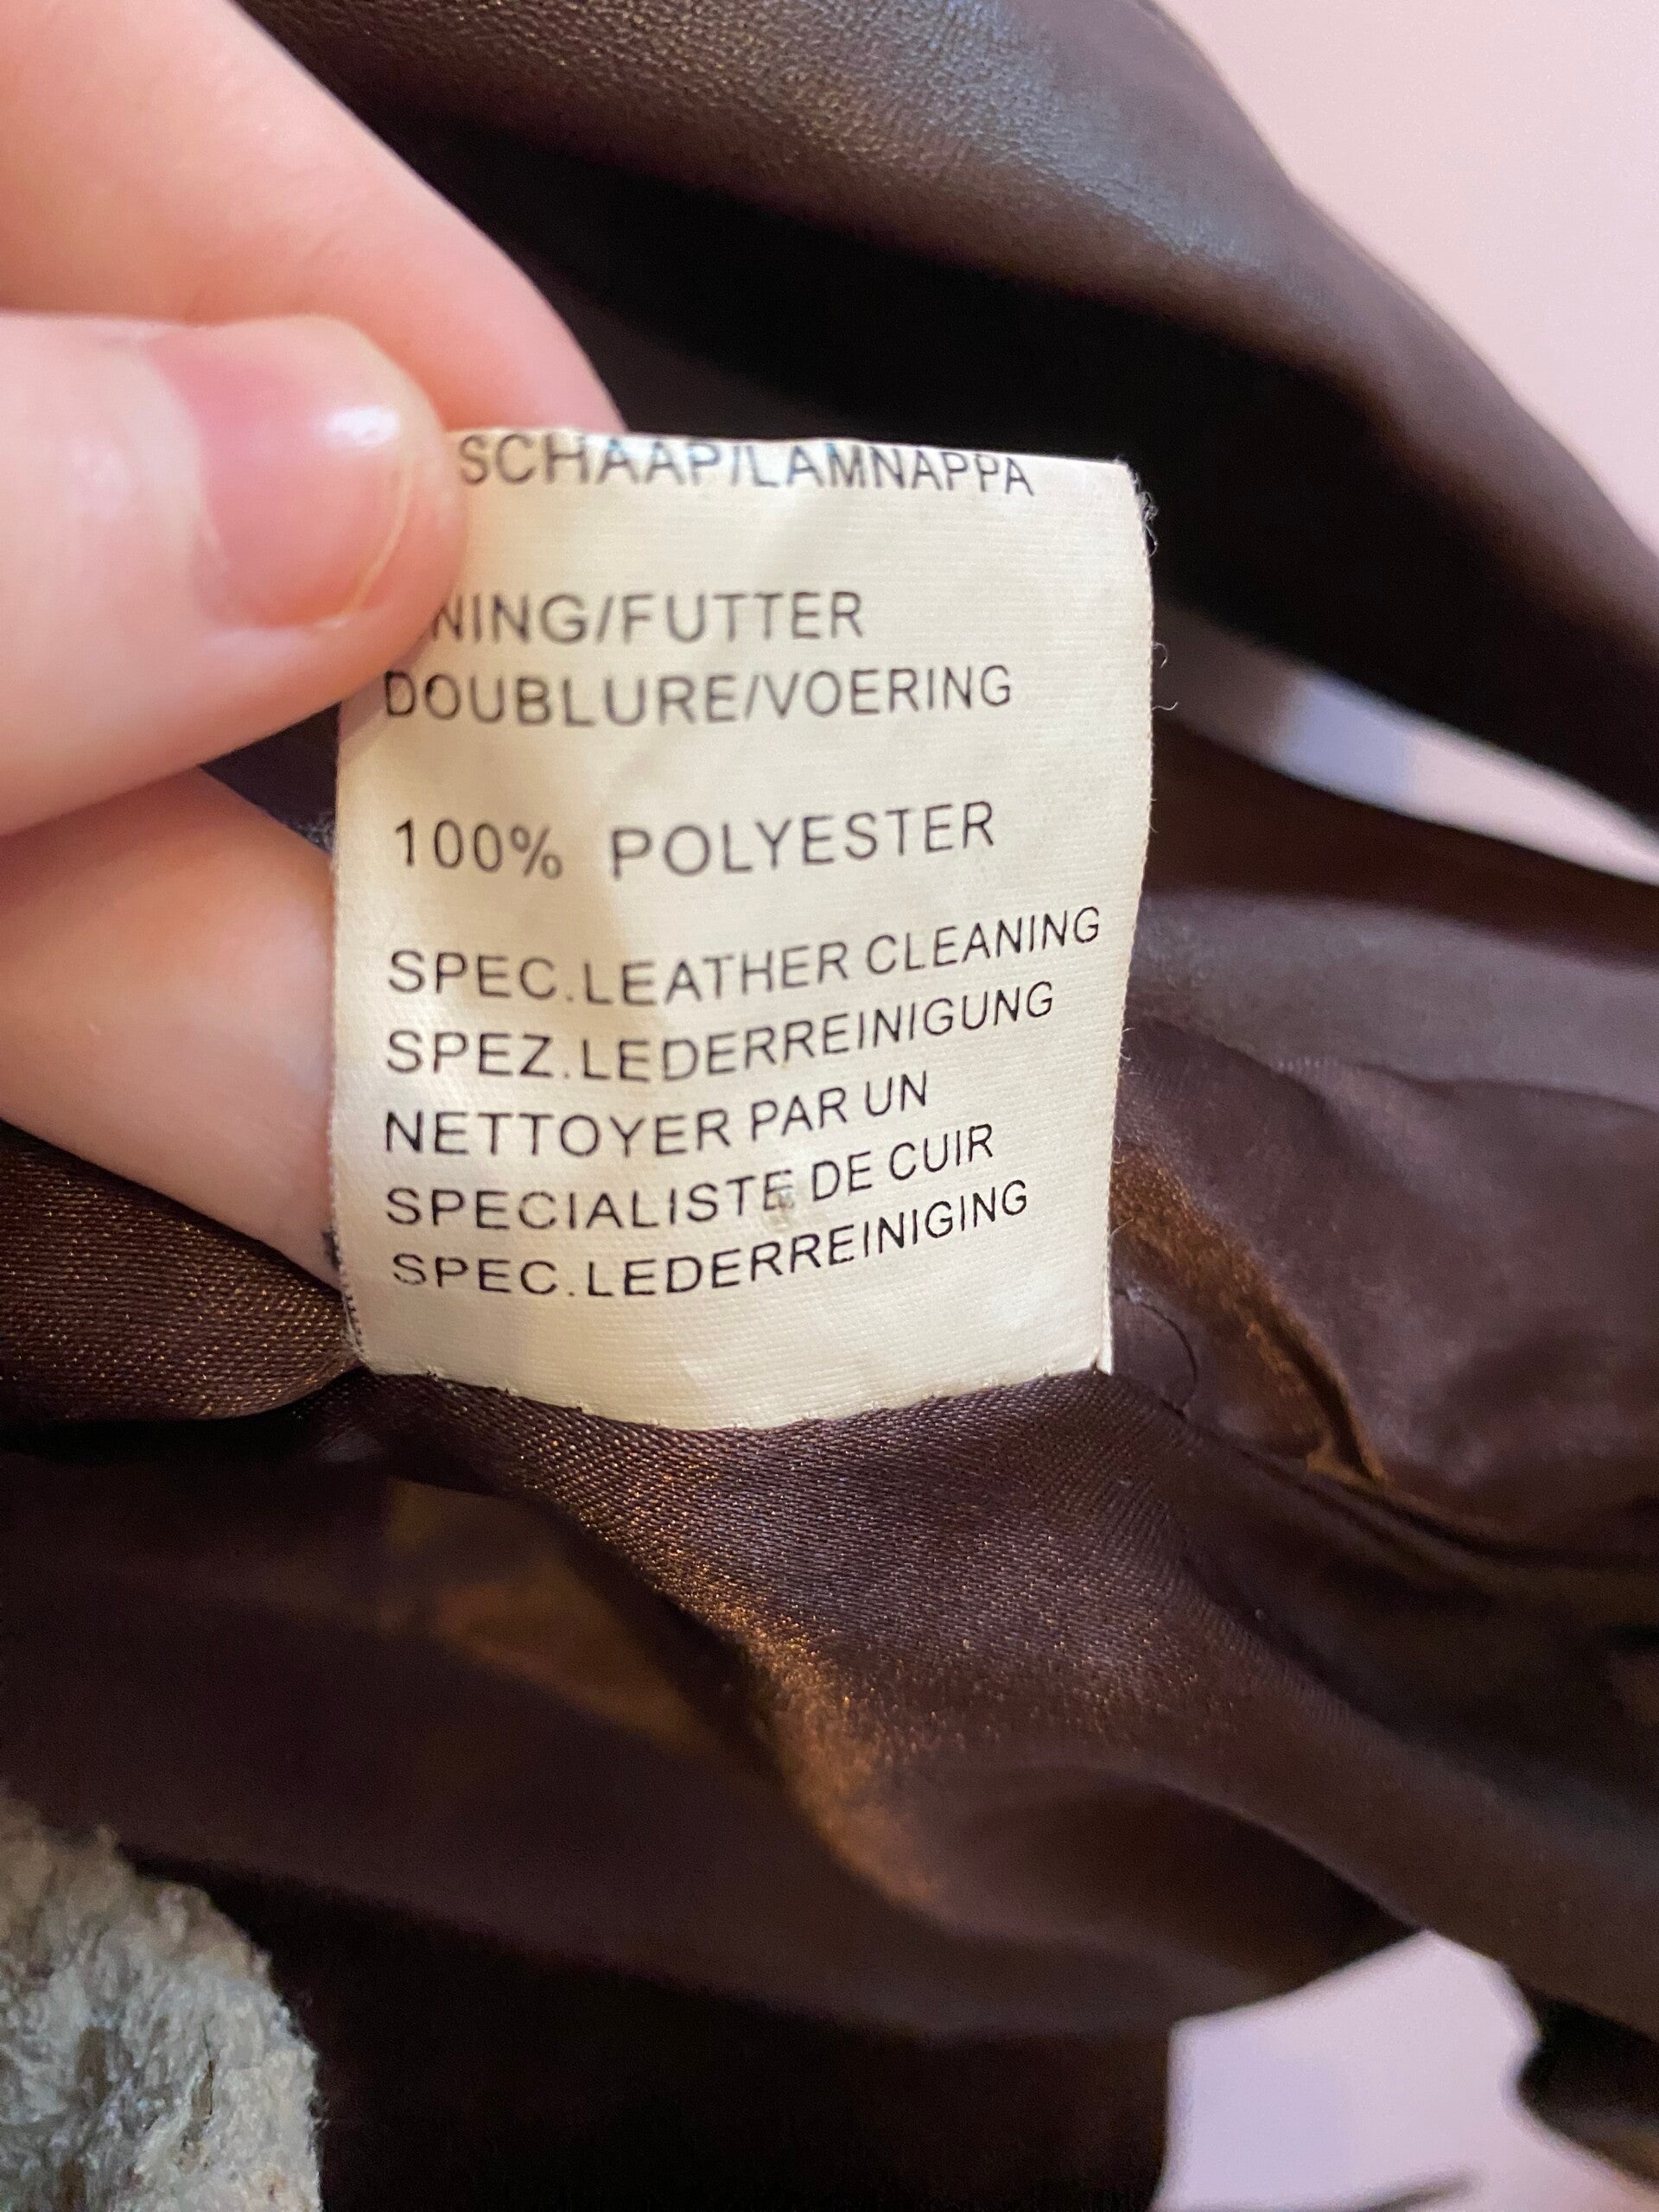 SCHAAP/LAMNAPPA
NING/FUTTER
DOUBLURE/VOERING
100% POLYESTER
SPEC.LEATHER CLEANING
SPEZ.LEDERREINIGUNG
NETTOYER PAR UN
SPECIALISTE DE CUIR
SPEC.LEDERREINIGING